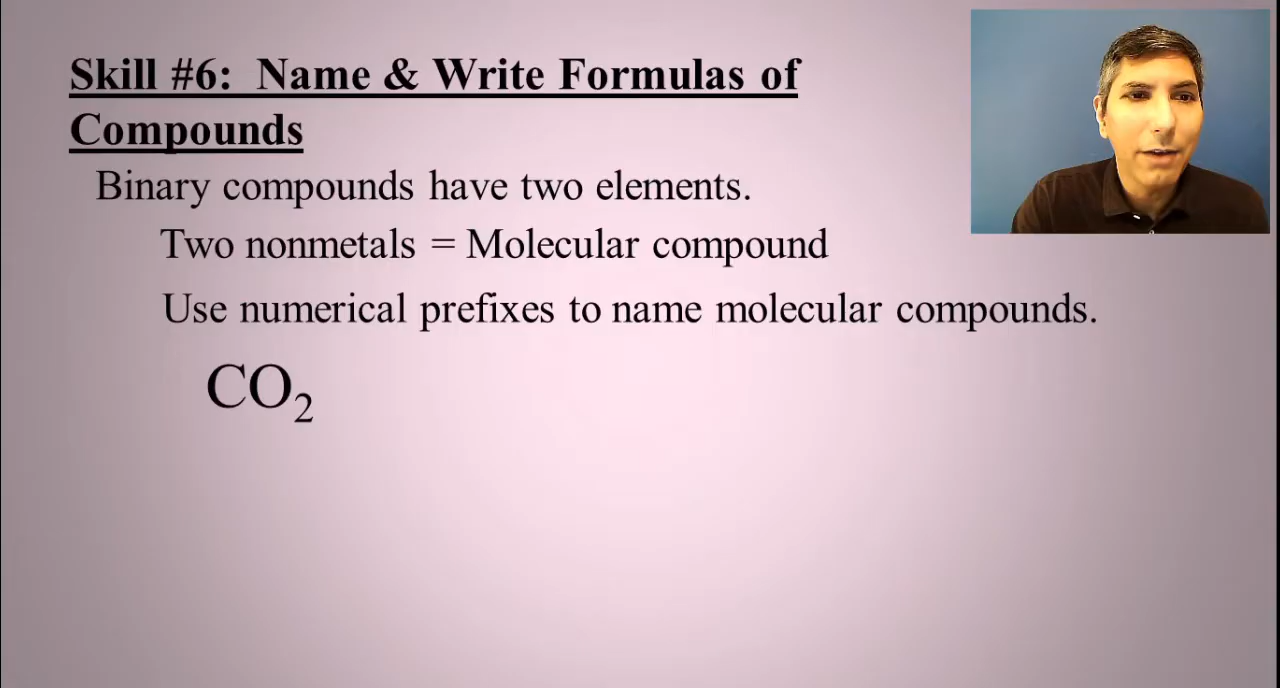 Skill #6:  Name & Write Formulas of
Compounds
Binary compounds have two elements.
Two nonmetals = Molecular compound
Use numerical prefixes to name molecular compounds.
CO₂